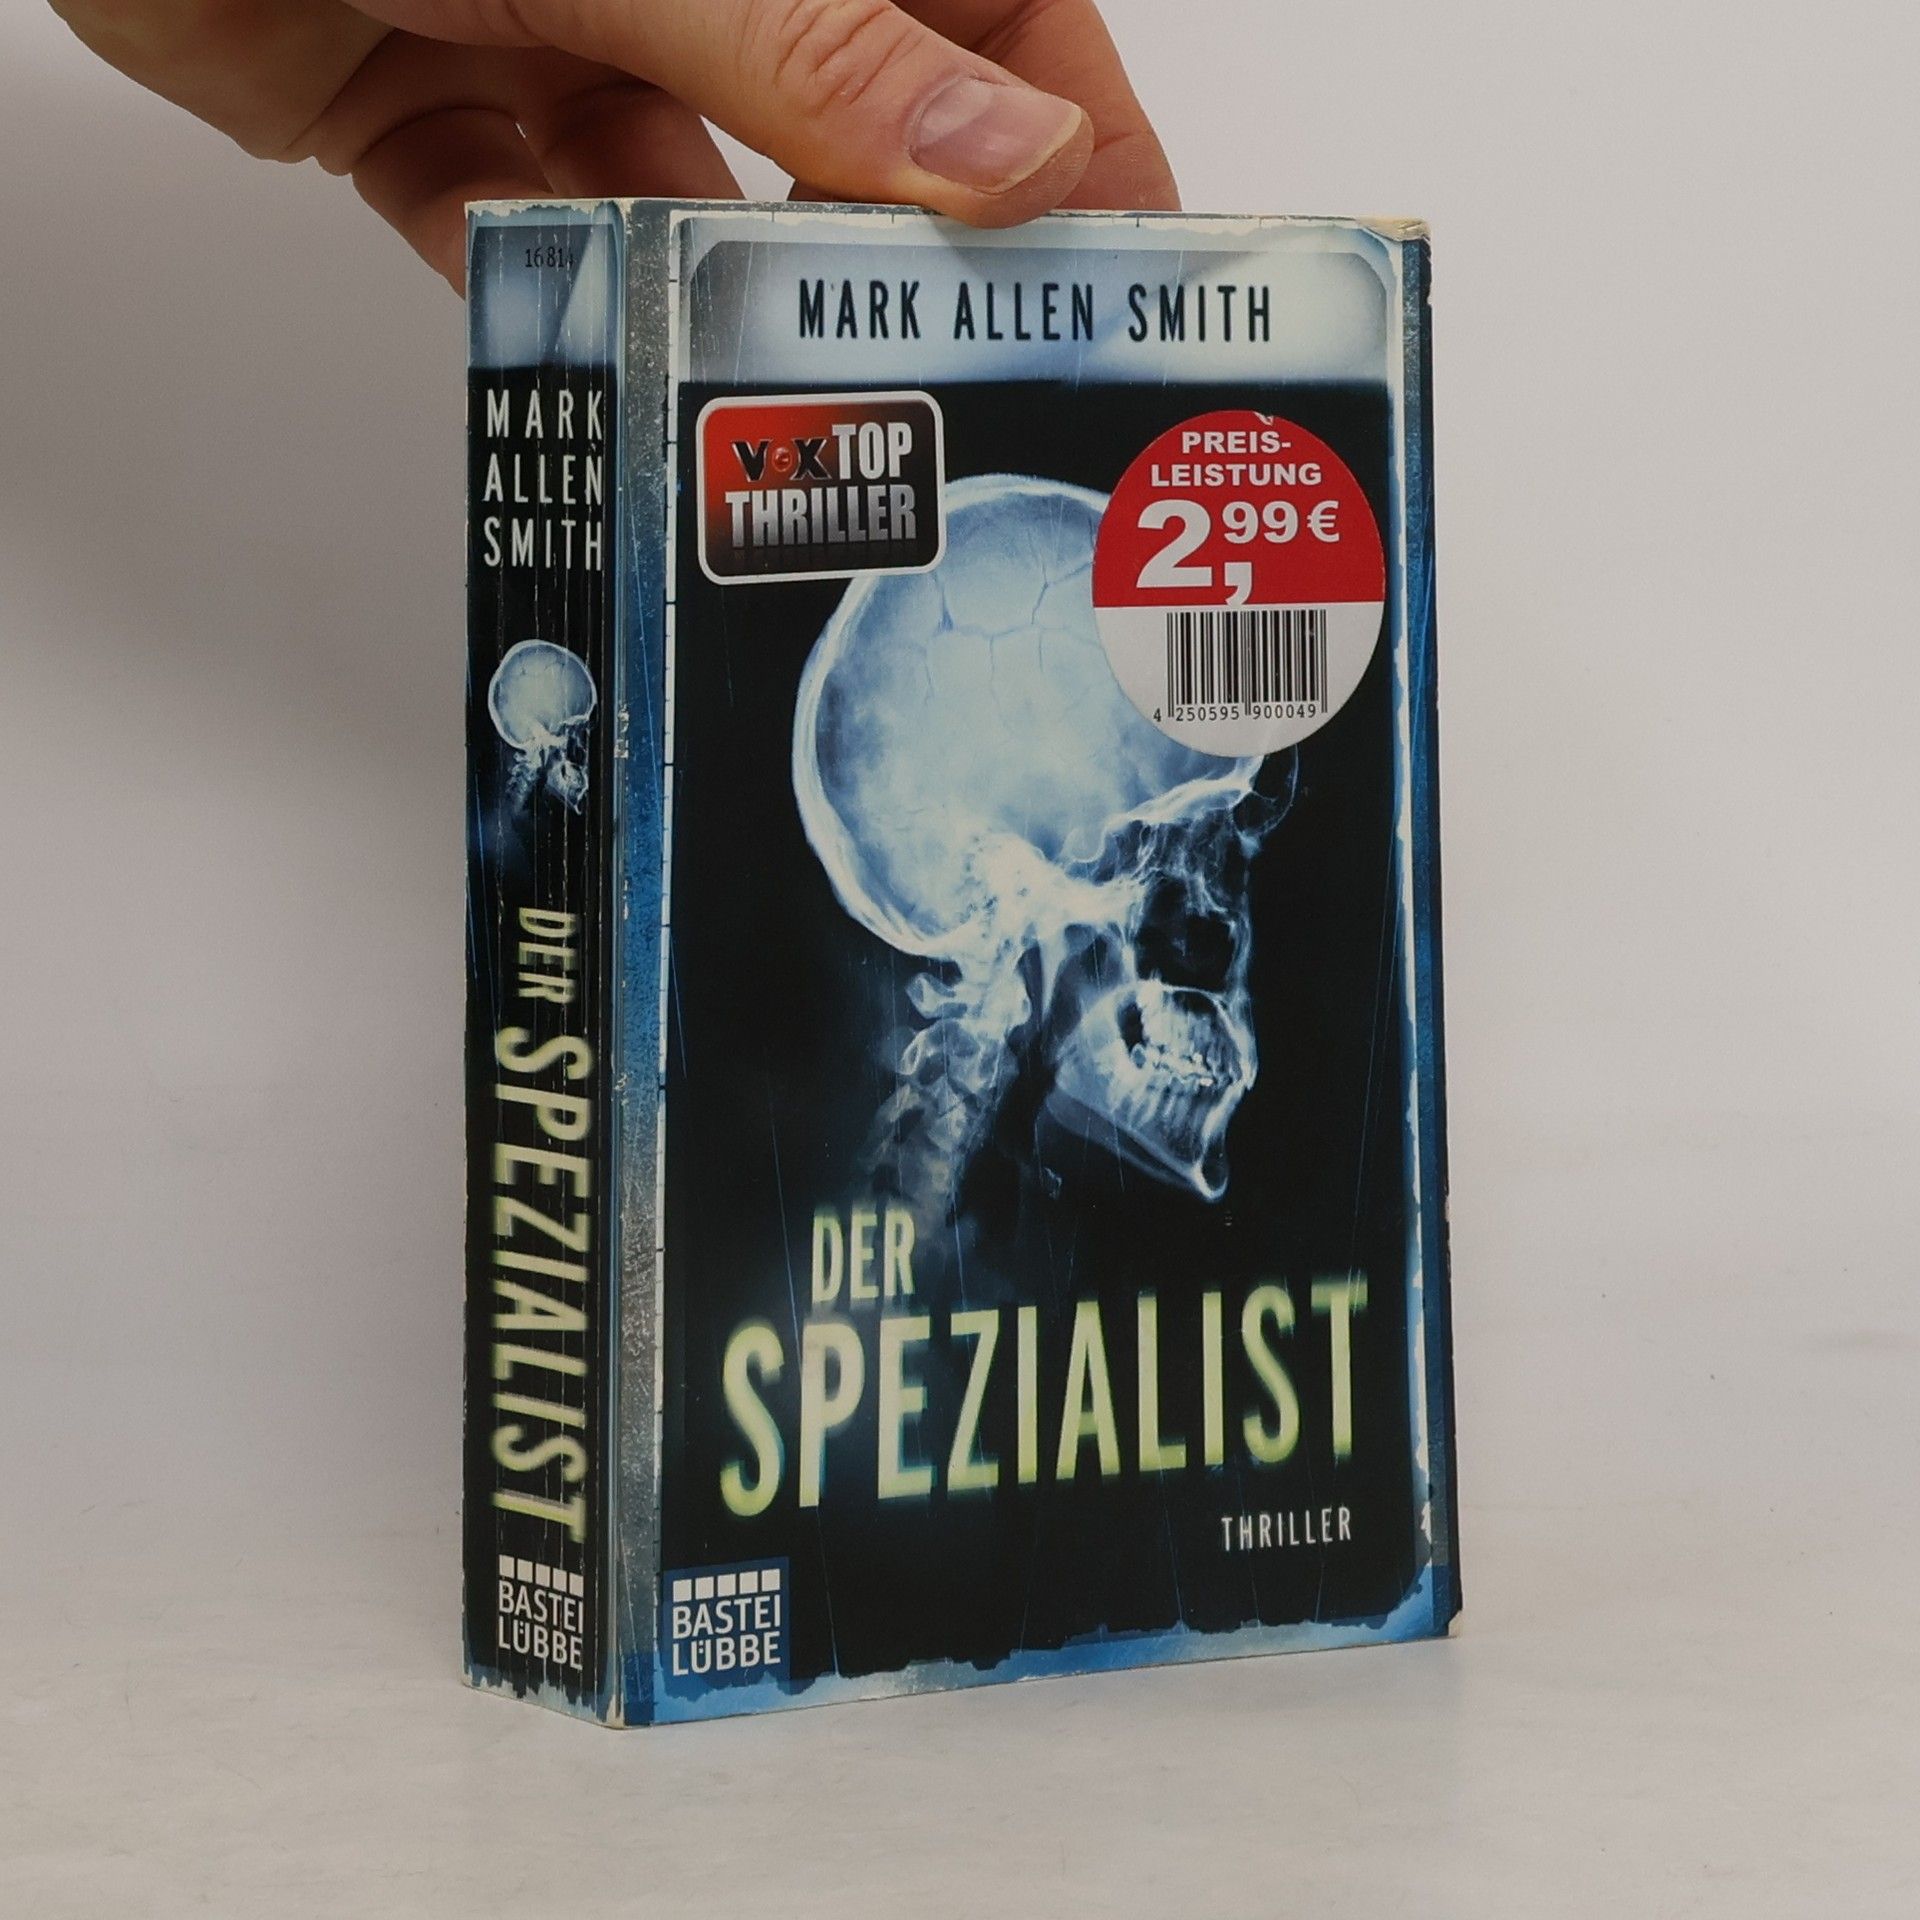 16814
MARK
ALLEN
SMITH
DER SPEZIALIST
BASTEI
LÜBBE
MARK ALLEN SMITH
VOX TOP
THRILLER
PREIS-
LEISTUNG
2,99€
4 250595 900049
DER
SPEZIALIST
THRILLER
BASTEI
LÜBBE